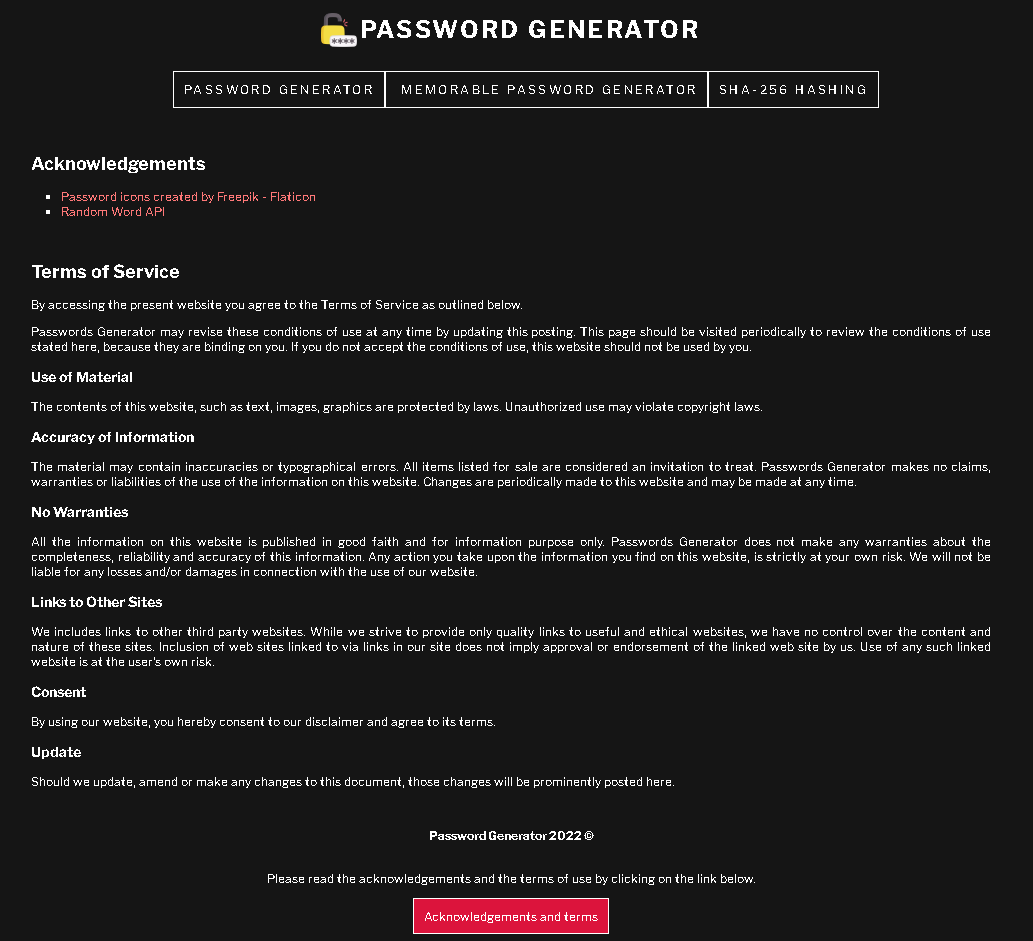 ****
PASSWORD GENERATOR
PASSWORD GENERATOR
MEMORABLE PASSWORD GENERATOR
SHA-256 HASHING
Acknowledgements
Password icons created by Freepik - Flaticon
Random Word API
Terms of Service
By accessing the present website you agree to the Terms of Service as outlined below.
Passwords Generator may revise these conditions of use at any time by updating this posting. This page should be visited periodically to review the conditions of use
stated here, because they are binding on you. If you do not accept the conditions of use, this website should not be used by you.
Use of Material
The contents of this website, such as text, images, graphics are protected by laws. Unauthorized use may violate copyright laws.
Accuracy of Information
The material may contain inaccuracies or typographical errors. All items listed for sale are considered an invitation to treat. Passwords Generator makes no claims,
warranties or liabilities of the use of the information on this website. Changes are periodically made to this website and may be made at any time.
No Warranties
All the information on this website is published in good faith and for information purpose only. Passwords Generator does not make any warranties about the
completeness, reliability and accuracy of this information. Any action you take upon the information you find on this website, is strictly at your own risk. We will not be
liable for any losses and/or damages in connection with the use of our website.
Links to Other Sites
We includes links to other third party websites. While we strive to provide only quality links to useful and ethical websites, we have no control over the content and
nature of these sites. Inclusion of web sites linked to via links in our site does not imply approval or endorsement of the linked web site by us. Use of any such linked
website is at the user's own risk.
Consent
By using our website, you hereby consent to our disclaimer and agree to its terms.
Update
Should we update, amend or make any changes to this document, those changes will be prominently posted here.
Password Generator 2022 ©
Please read the acknowledgements and the terms of use by clicking on the link below.
Acknowledgements and terms